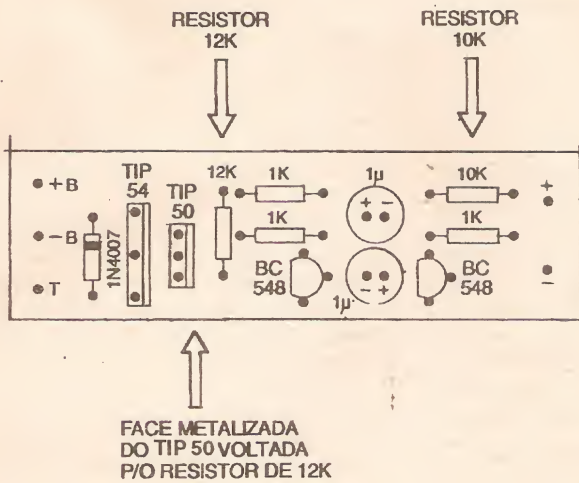 RESISTOR
12K
RESISTOR
10K
+B
-B
T
1N4007
TIP
54
TIP
50
12K
1K
1K
BC
548
1µ
+ -
- +
1µ
10K
1K
BC
548
+
-
FACE METALIZADA
DO TIP 50 VOLTADA
P/O RESISTOR DE 12K